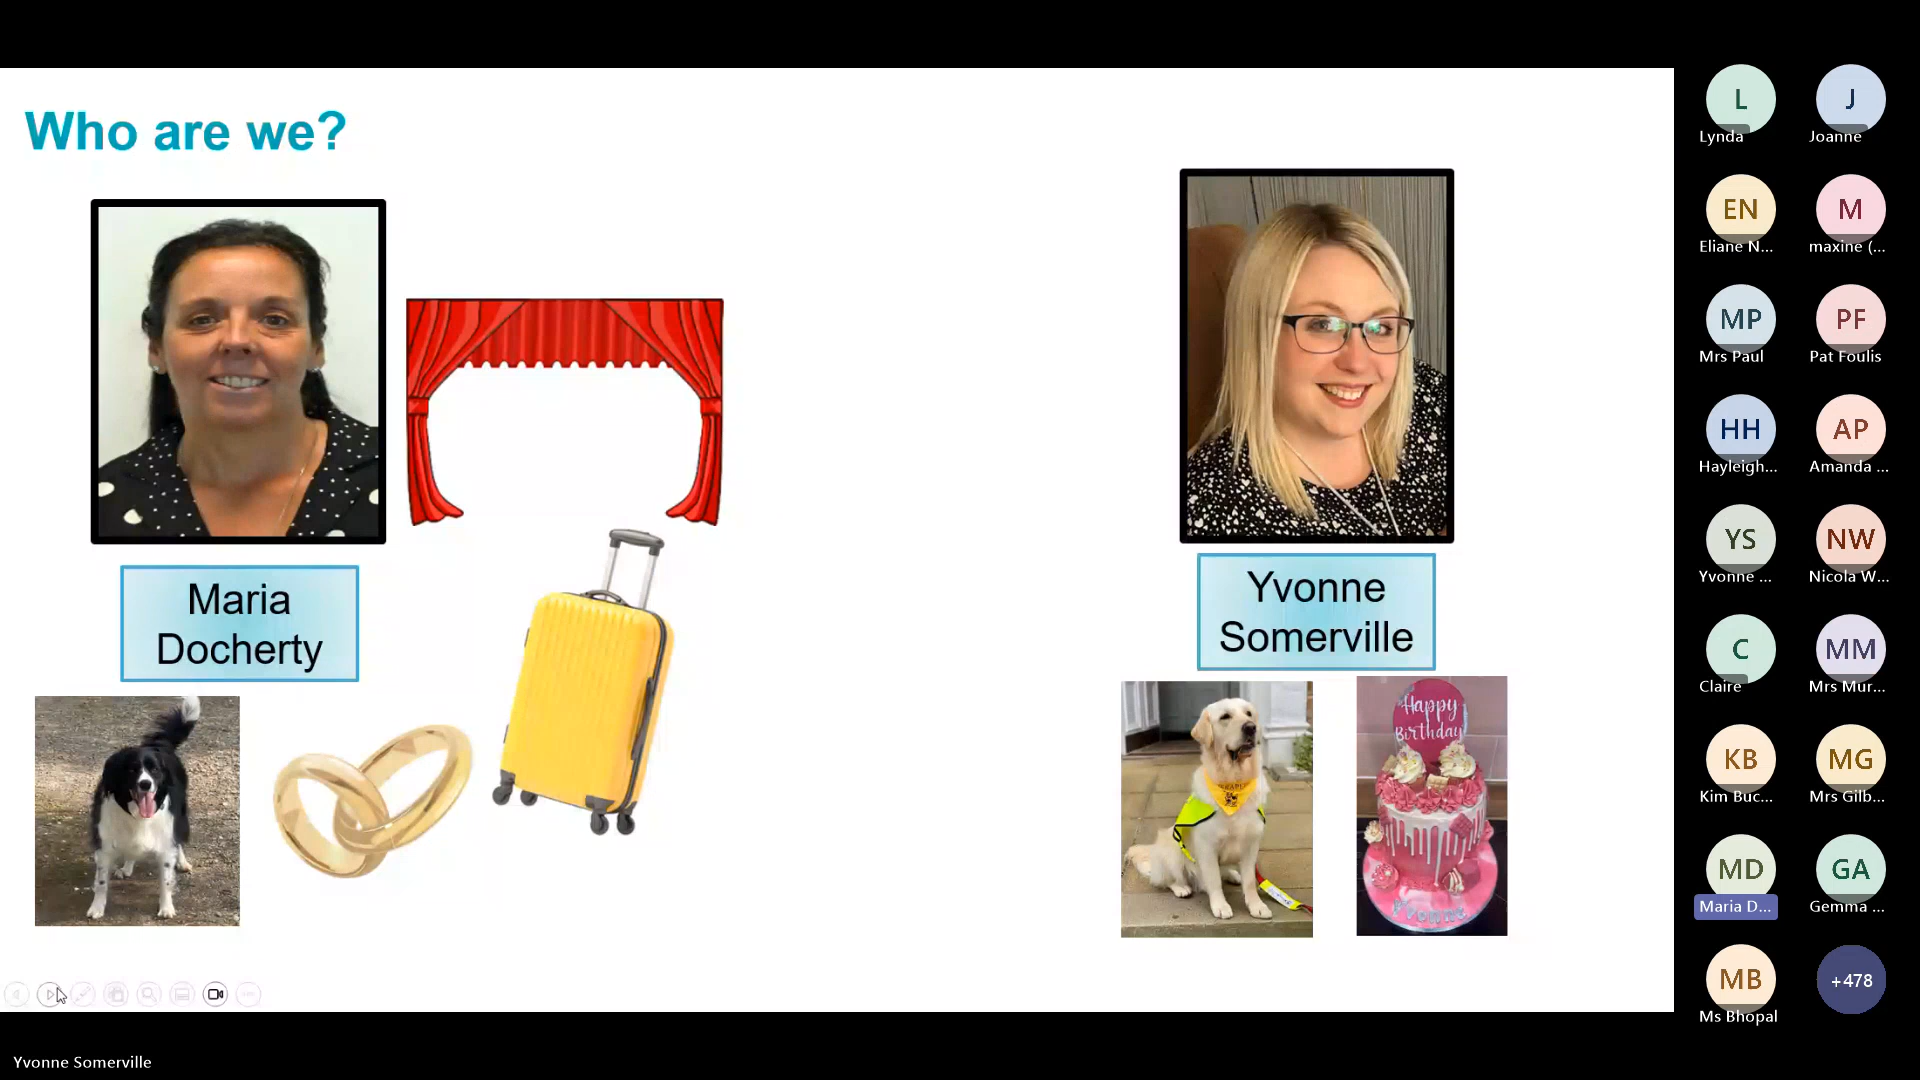 Who are we?
Maria
Docherty
Yvonne
Somerville
Happy
Birthday
Yvonne
L
Lynda
J
Joanne
EN
Eliane N...
M
maxine (...
MP
Mrs Paul
PF
Pat Foulis
HH
Hayleigh...
AP
Amanda ...
YS
Yvonne ...
NW
Nicola W...
C
Claire
MM
Mrs Mur...
KB
Kim Buc...
MG
Mrs Gilb...
MD
Maria D...
GA
Gemma ...
MB
Ms Bhopal
+478
Yvonne Somerville